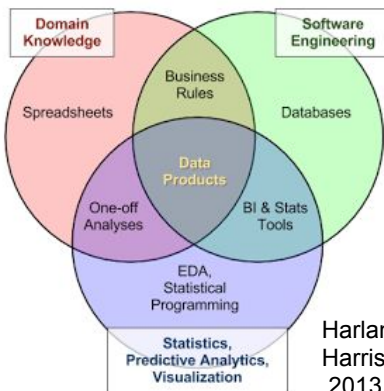 Domain
Knowledge
Software
Engineering
Business
Rules
Spreadsheets
Databases
Data
Products
One-off
Analyses
BI & Stats
Tools
EDA,
Statistical
Programming
Statistics,
Predictive Analytics,
Visualization
Harlan
Harris
2013